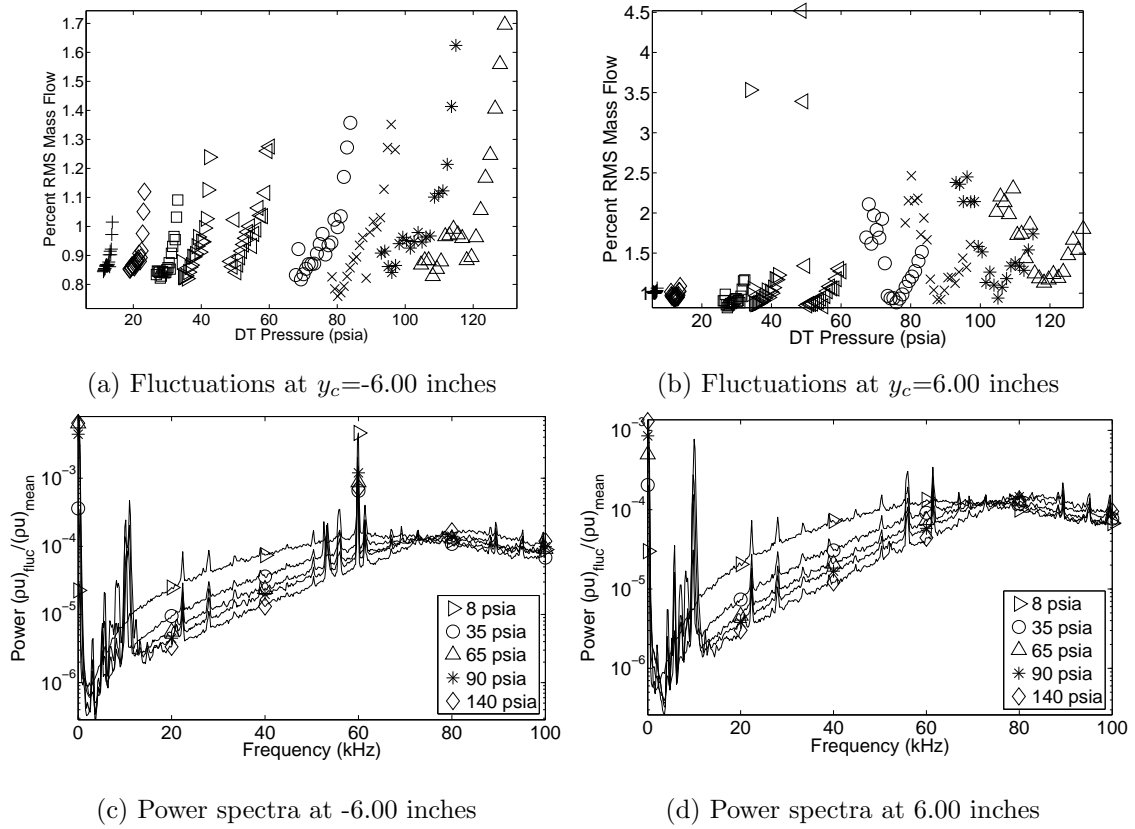 1.7
1.6
1.5
1.4
1.3
1.2
1.1
1
0.9
0.8
Percent RMS Mass Flow
20 40 60 80 100 120
DT Pressure (psia)
(a) Fluctuations at y_c=-6.00 inches
4.5
4
3.5
3
2.5
2
1.5
1
Percent RMS Mass Flow
20 40 60 80 100 120
DT Pressure (psia)
(b) Fluctuations at y_c=6.00 inches
10^-3
10^-4
10^-5
10^-6
Power (ρu)_fluc/(ρu)_mean
0 20 40 60 80 100
Frequency (kHz)
8 psia
35 psia
65 psia
90 psia
140 psia
(c) Power spectra at -6.00 inches
10^-3
10^-4
10^-5
10^-6
Power (ρu)_fluc/(ρu)_mean
0 20 40 60 80 100
Frequency (kHz)
8 psia
35 psia
65 psia
90 psia
140 psia
(d) Power spectra at 6.00 inches